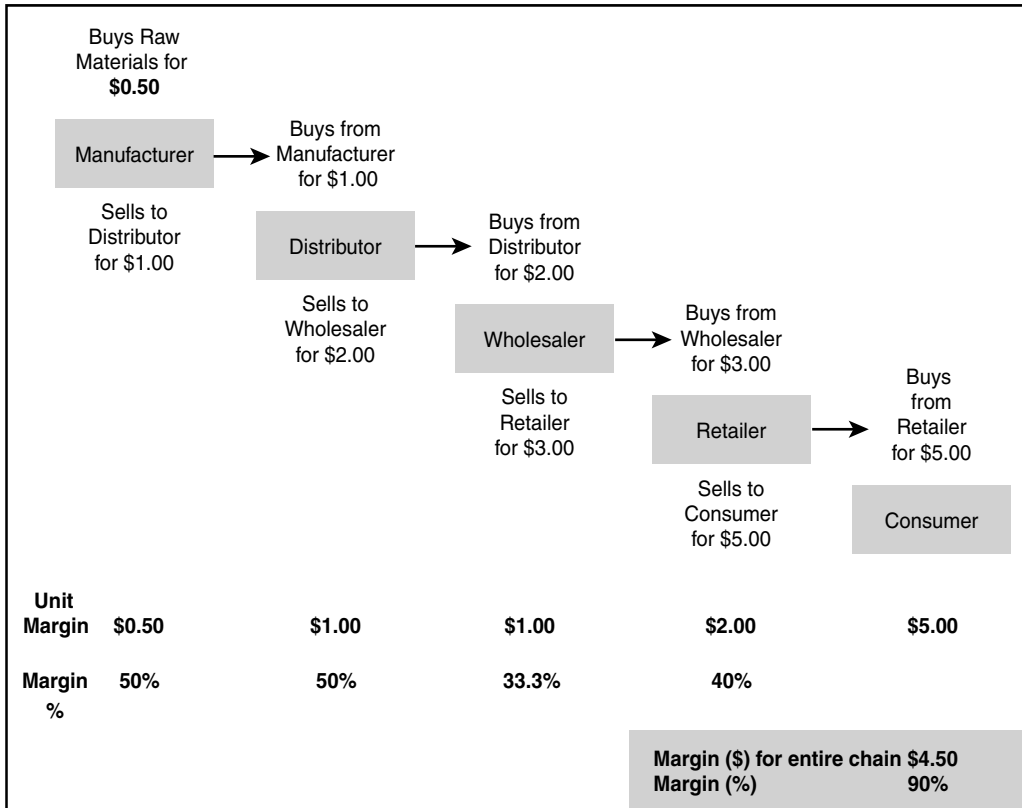 Buys Raw
Materials for
$0.50
Manufacturer
Sells to
Distributor
for $1.00
Buys from
Manufacturer
for $1.00
Distributor
Sells to
Wholesaler
for $2.00
Buys from
Distributor
for $2.00
Wholesaler
Sells to
Retailer
for $3.00
Buys from
Wholesaler
for $3.00
Retailer
Sells to
Consumer
for $5.00
Buys
from
Retailer
for $5.00
Consumer
Unit
Margin $0.50 $1.00 $1.00 $2.00 $5.00
Margin 50% 50% 33.3% 40%
%
Margin ($) for entire chain $4.50
Margin (%) 90%